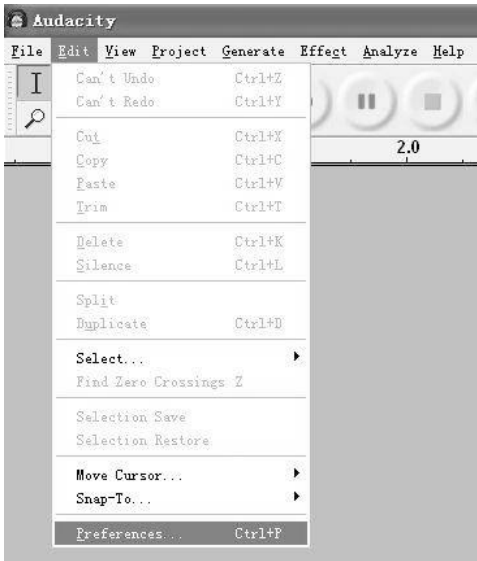 Audacity
File Edit View Project Generate Effect Analyze Help
Can't Undo Ctrl+Z
Can't Redo Ctrl+Y
Cut Ctrl+X
Copy Ctrl+C
Paste Ctrl+V
Trim Ctrl+T
2.0
Delete Ctrl+K
Silence Ctrl+L
Split
Duplicate Ctrl+D
Select...
Find Zero Crossings Z
Selection Save
Selection Restore
Move Cursor...
Snap-To...
Preferences... Ctrl+P